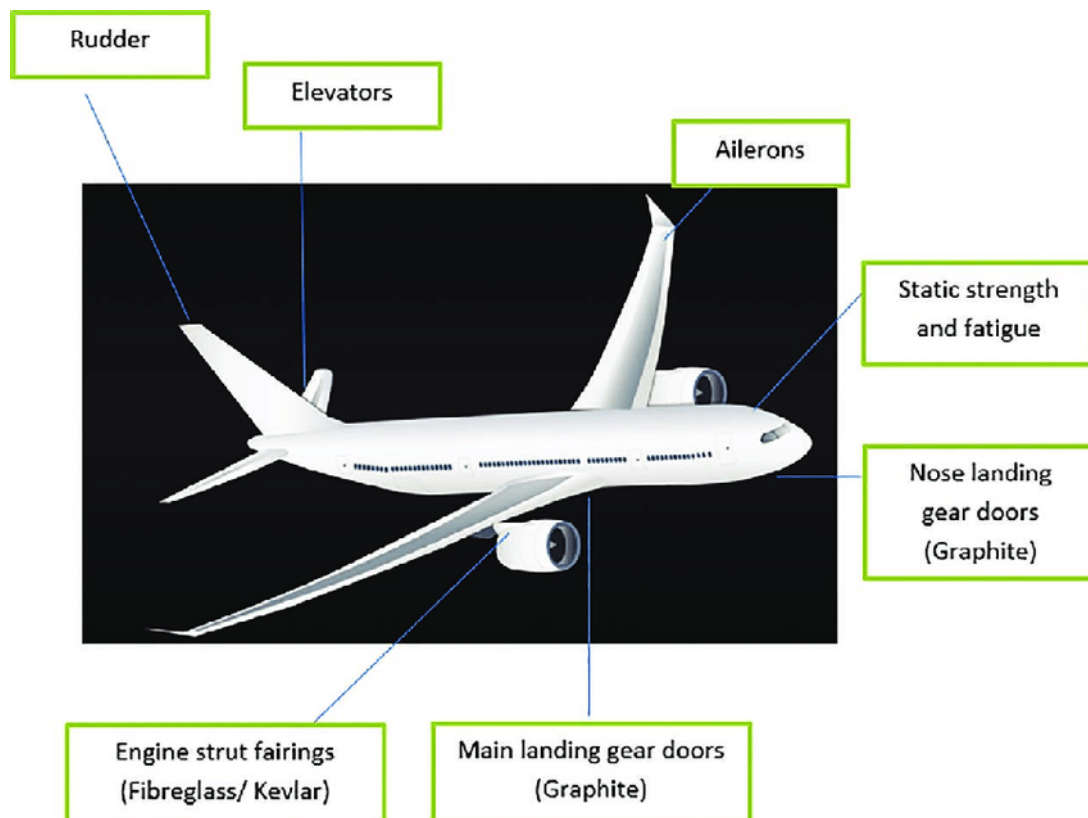 Rudder
Elevators
Ailerons
Static strength
and fatigue
Nose landing
gear doors
(Graphite)
Engine strut fairings
(Fibreglass/ Kevlar)
Main landing gear doors
(Graphite)